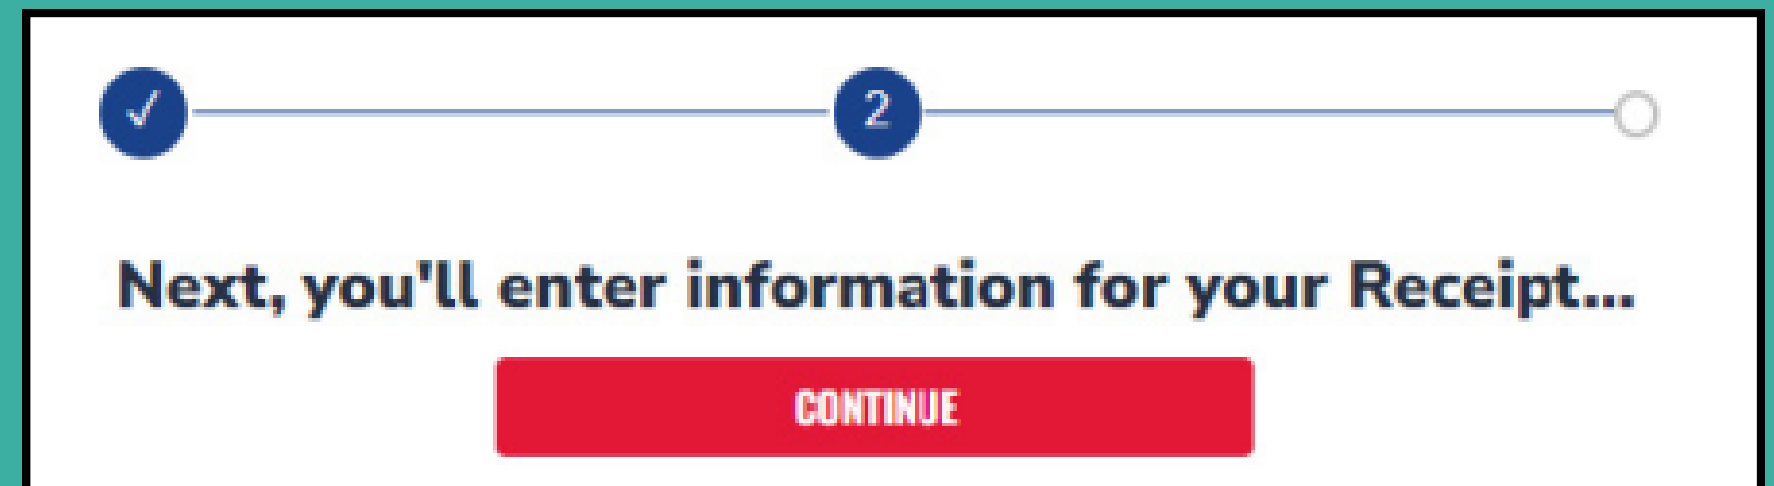 ✓ 2
Next, you'll enter information for your Receipt...
CONTINUE